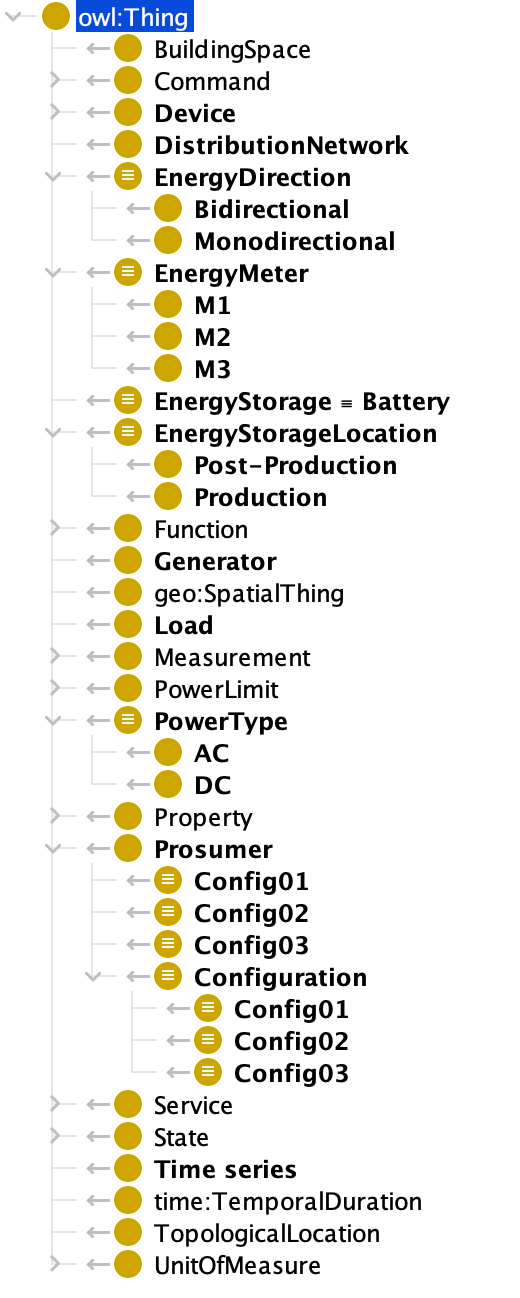 owl:Thing
BuildingSpace
Command
Device
DistributionNetwork
EnergyDirection
Bidirectional
Monodirectional
EnergyMeter
M1
M2
M3
EnergyStorage ≡ Battery
EnergyStorageLocation
Post-Production
Production
Function
Generator
geo:SpatialThing
Load
Measurement
PowerLimit
PowerType
AC
DC
Property
Prosumer
Config01
Config02
Config03
Configuration
Config01
Config02
Config03
Service
State
Time series
time:TemporalDuration
TopologicalLocation
UnitOfMeasure